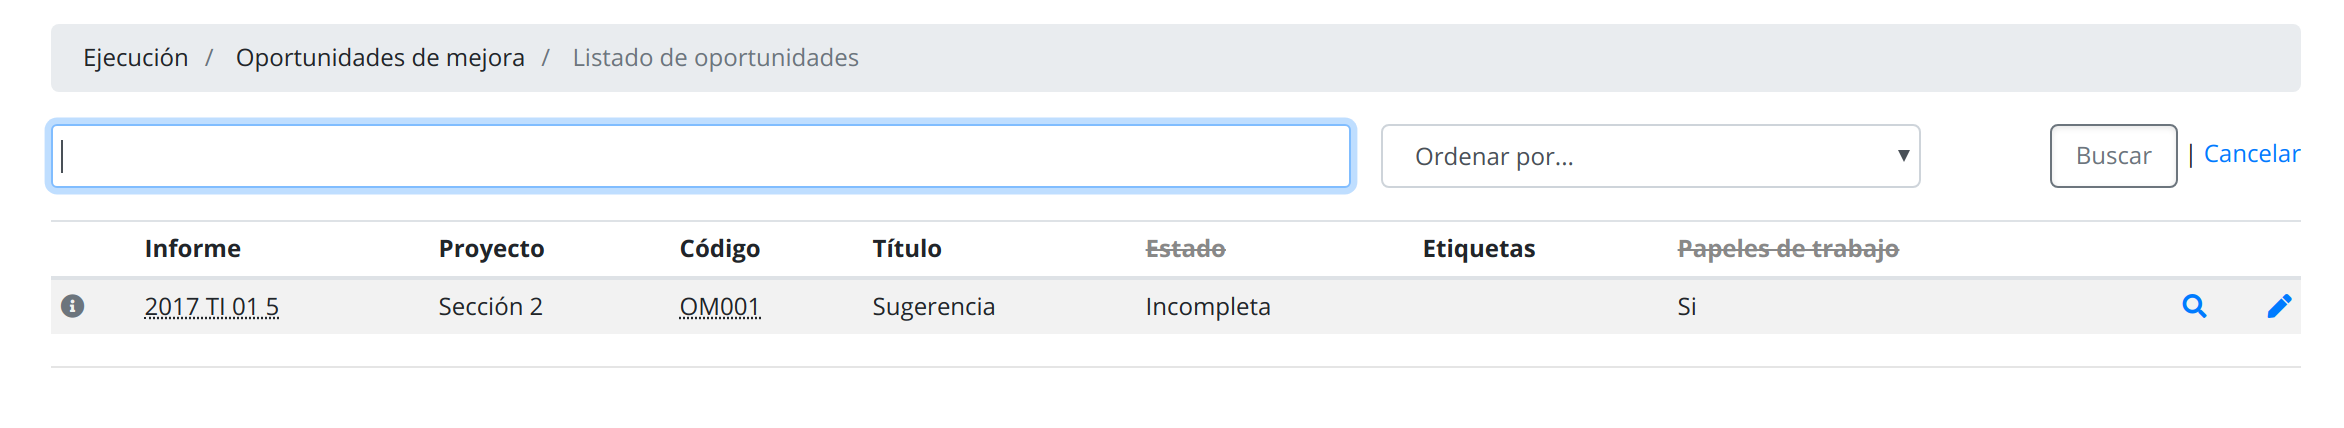 Ejecución / Oportunidades de mejora / Listado de oportunidades
Ordenar por... Buscar | Cancelar
Informe Proyecto Código Título Estado Etiquetas Papeles de trabajo
2017 TI 01 5 Sección 2 OM001 Sugerencia Incompleta Si